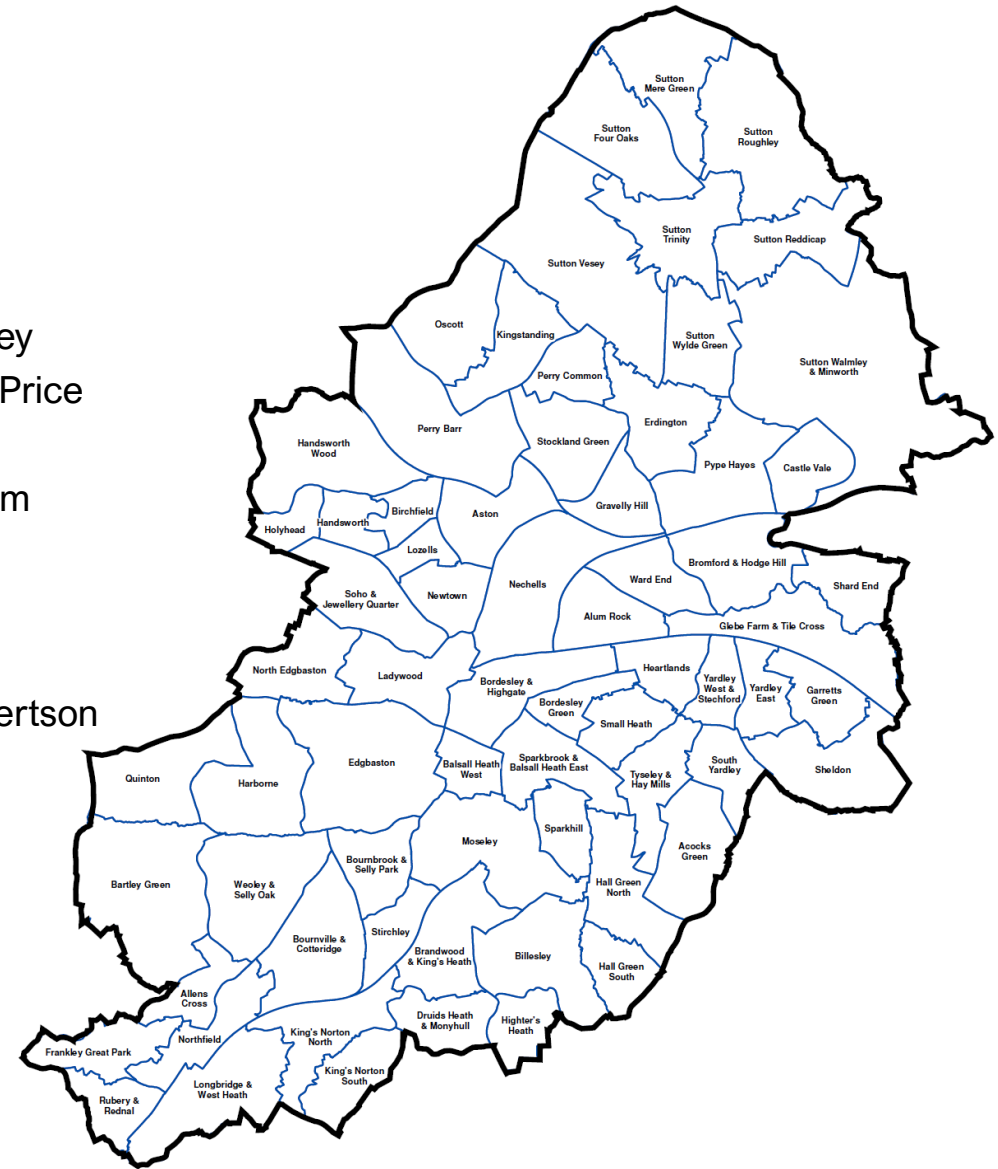 ey
Price
m
ertson
Sutton
Mere Green
Sutton
Four Oaks
Sutton
Roughley
Sutton
Trinity
Sutton Reddicap
Sutton Vesey
Oscott
Kingstanding
Sutton
Wylde Green
Sutton Walmley
& Minworth
Perry Common
Perry Barr
Erdington
Handsworth
Wood
Stockland Green
Pype Hayes
Castle Vale
Gravelly Hill
Birchfield
Aston
Holyhead
Handsworth
Lozells
Bromford & Hodge Hill
Nechells
Ward End
Shard End
Soho &
Jewellery Quarter
Newtown
Alum Rock
Glebe Farm & Tile Cross
North Edgbaston
Ladywood
Bordesley &
Highgate
Heartlands
Yardley
West &
Stechford
Yardley
East
Garretts
Green
Bordesley
Green
Small Heath
Quinton
Harborne
Edgbaston
Balsall Heath
West
Sparkbrook &
Balsall Heath East
Tyseley &
Hay Mills
South
Yardley
Sheldon
Moseley
Sparkhill
Acocks
Green
Bartley Green
Weoley &
Selly Oak
Bournbrook &
Selly Park
Hall Green
North
Bournville &
Cotteridge
Stirchley
Brandwood
& King's Heath
Billesley
Hall Green
South
Allens
Cross
Druids Heath
& Monyhull
Highter's
Heath
Northfield
King's Norton
North
Frankley Great Park
King's Norton
South
Longbridge &
West Heath
Rubery &
Rednal